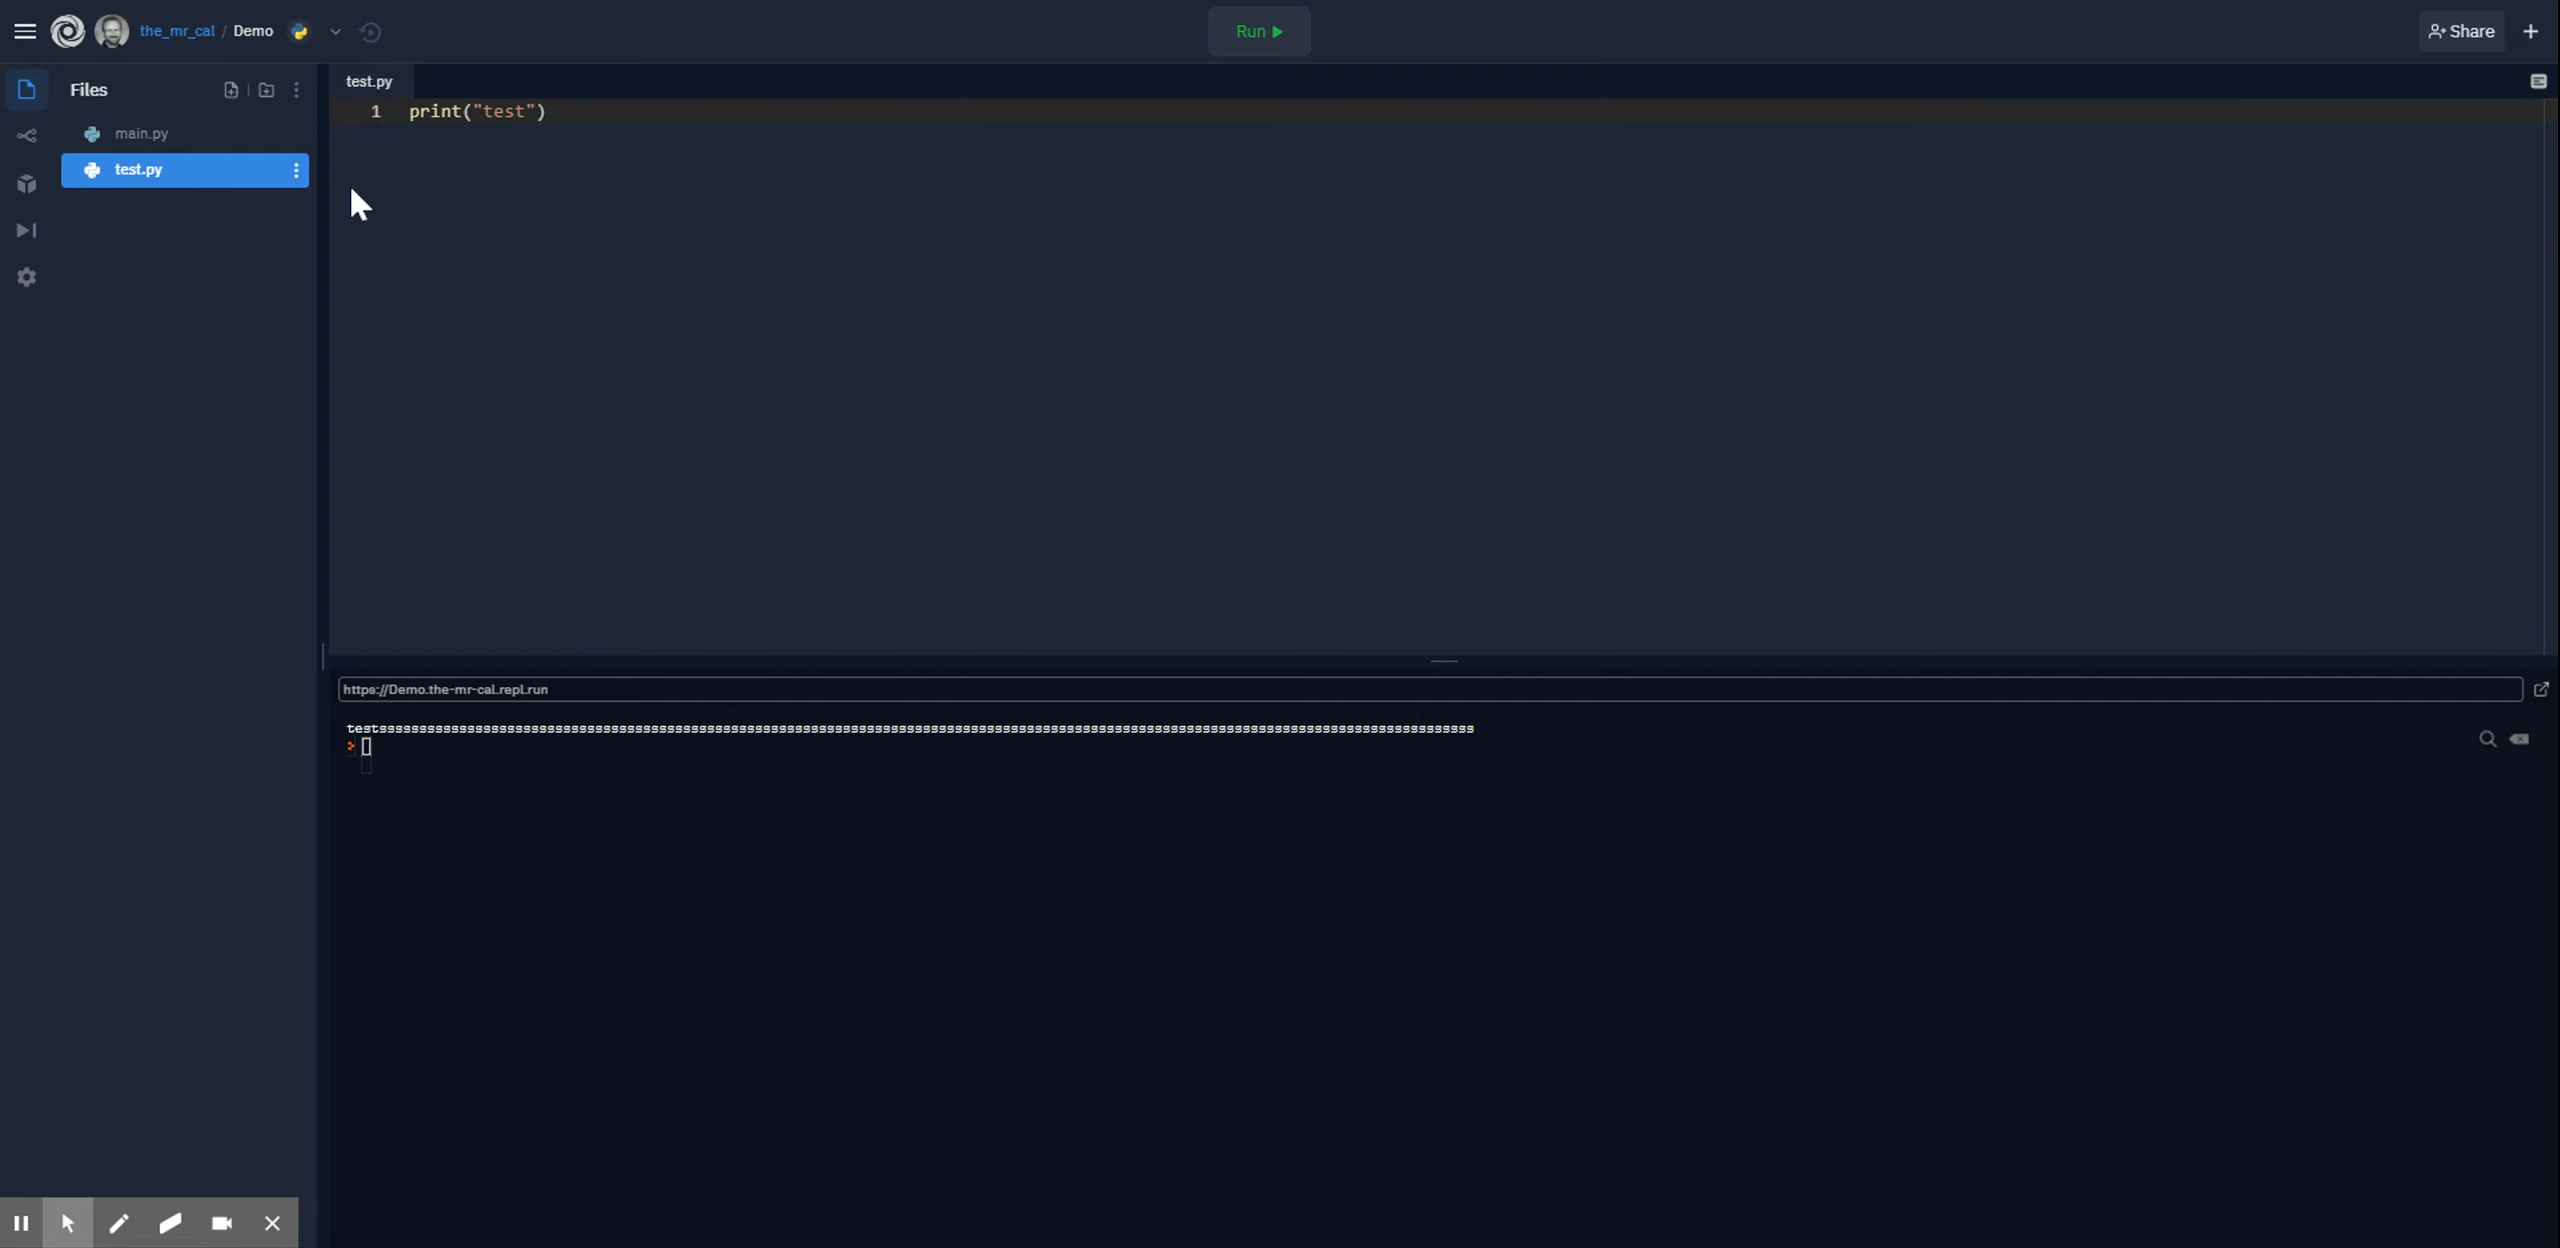 the_mr_cal / Demo
Run
Share
Files
main.py
test.py
test.py
1 print("test")
https://Demo.the-mr-cal.repl.run
>